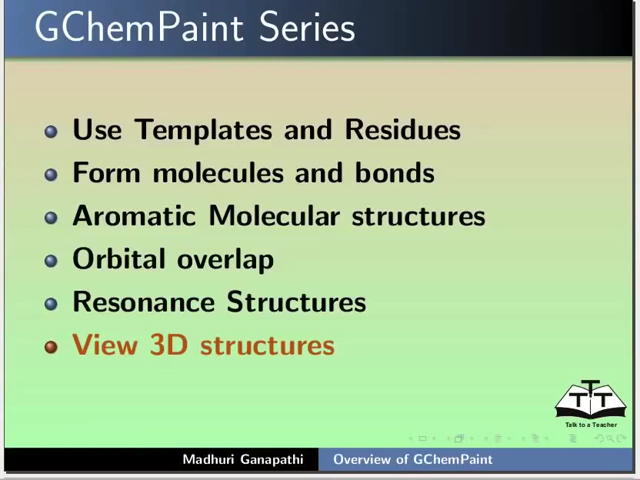 GChemPaint Series
Use Templates and Residues
Form molecules and bonds
Aromatic Molecular structures
Orbital overlap
Resonance Structures
View 3D structures
T
T T
Talk to a Teacher
Madhuri Ganapathi
Overview of GChemPaint